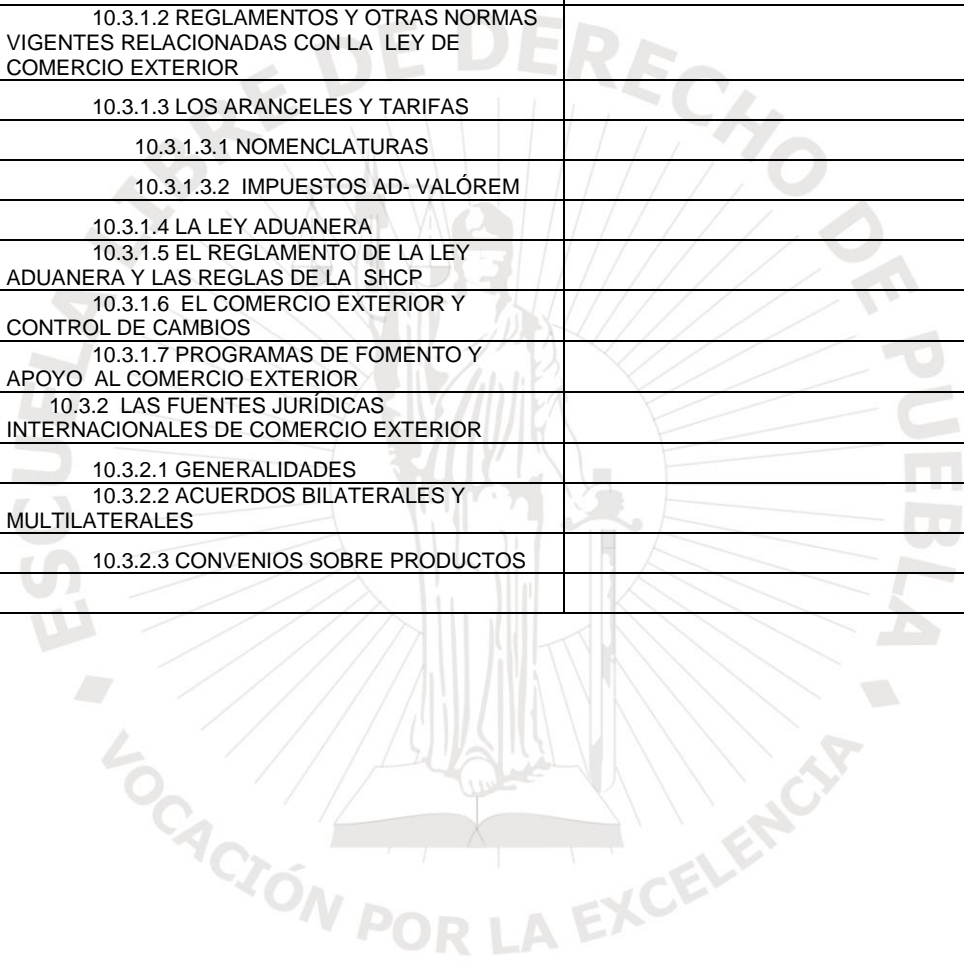 10.3.1.2 REGLAMENTOS Y OTRAS NORMAS
VIGENTES RELACIONADAS CON LA LEY DE
COMERCIO EXTERIOR
10.3.1.3 LOS ARANCELES Y TARIFAS
10.3.1.3.1 NOMENCLATURAS
10.3.1.3.2 IMPUESTOS AD- VALÓREM
10.3.1.4 LA LEY ADUANERA
10.3.1.5 EL REGLAMENTO DE LA LEY
ADUANERA Y LAS REGLAS DE LA SHCP
10.3.1.6 EL COMERCIO EXTERIOR Y
CONTROL DE CAMBIOS
10.3.1.7 PROGRAMAS DE FOMENTO Y
APOYO AL COMERCIO EXTERIOR
10.3.2 LAS FUENTES JURÍDICAS
INTERNACIONALES DE COMERCIO EXTERIOR
10.3.2.1 GENERALIDADES
10.3.2.2 ACUERDOS BILATERALES Y
MULTILATERALES
10.3.2.3 CONVENIOS SOBRE PRODUCTOS
ESCUELA LIBRE DE DERECHO DE PUEBLA
VOCACIÓN POR LA EXCELENCIA